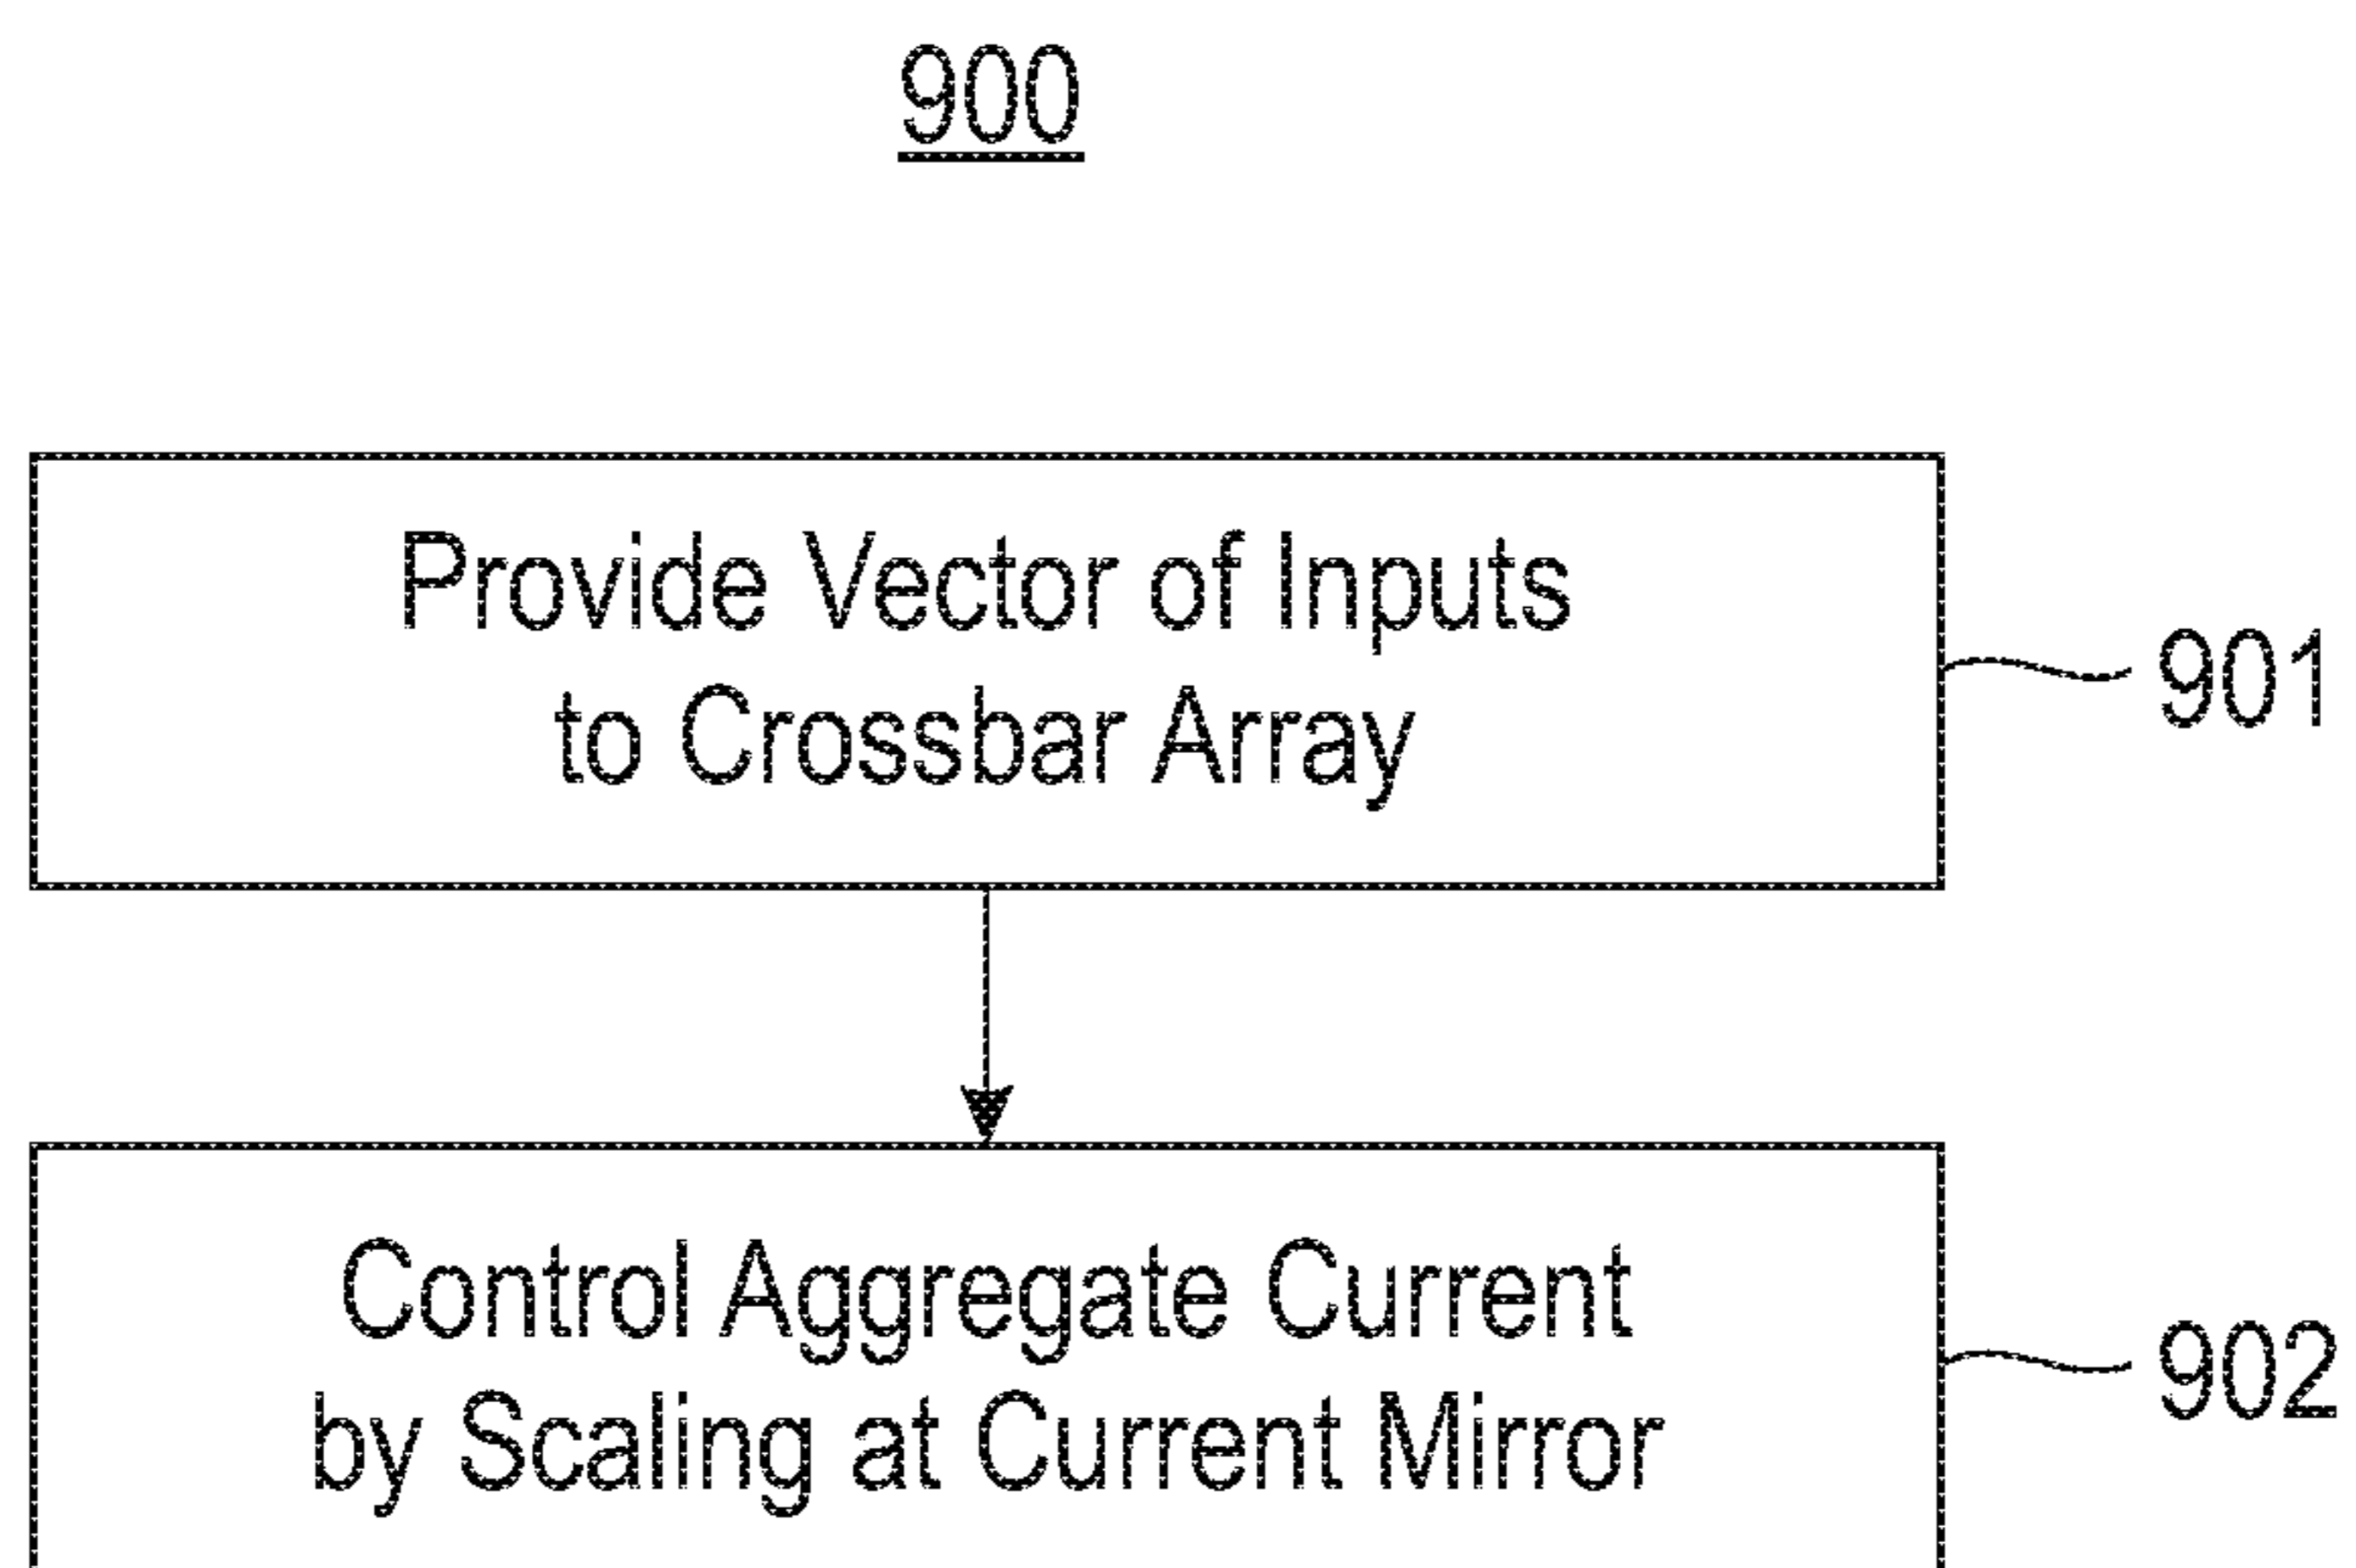 900
Provide Vector of Inputs
to Crossbar Array
901
Control Aggregate Current
by Scaling at Current Mirror
902